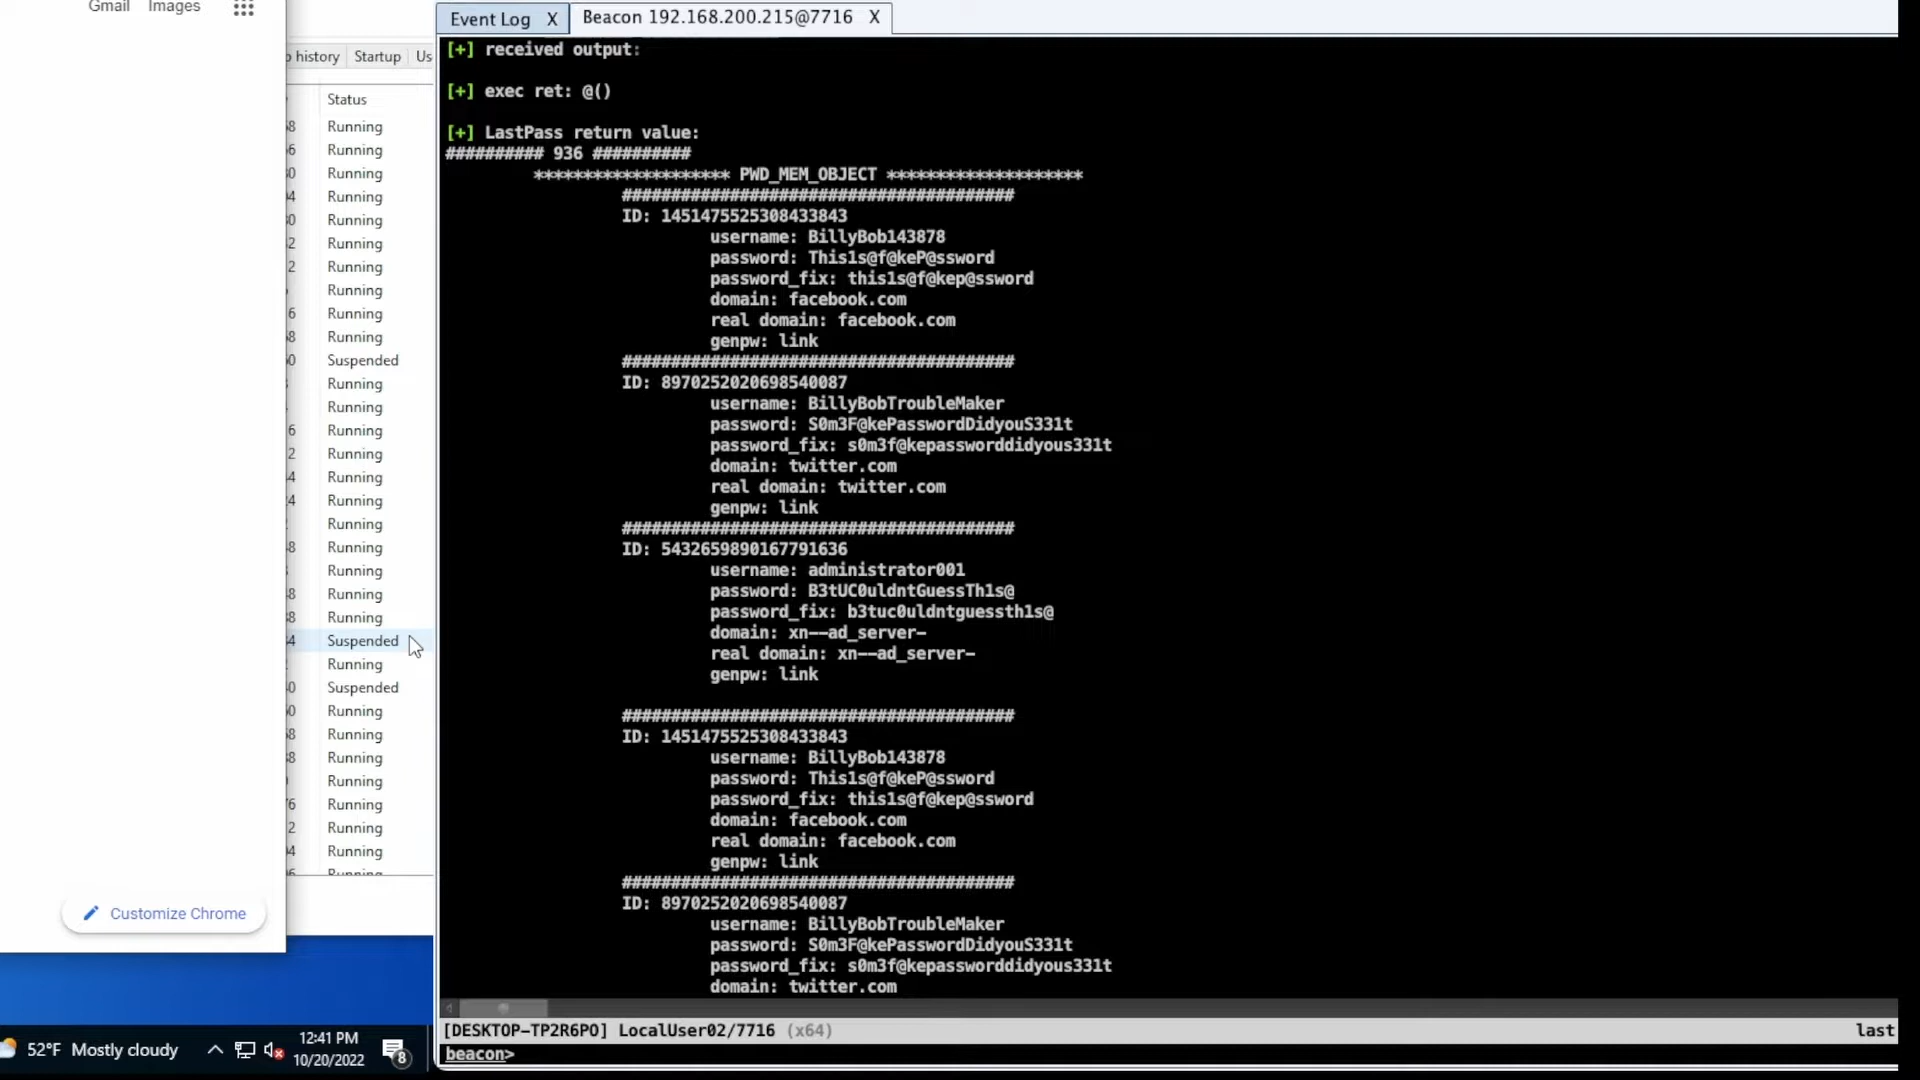 Gmail Images
history Startup Us
Status
Running
Running
Running
Running
Running
Running
Running
Running
Running
Running
Suspended
Running
Running
Running
Running
Running
Running
Running
Running
Running
Running
Running
Suspended
Running
Suspended
Running
Running
Running
Running
Running
Running
Running
Running
Customize Chrome
52°F Mostly cloudy
12:41 PM
10/20/2022
8
Event Log X Beacon 192.168.200.215@7716 X
[+] received output:
[+] exec ret: @()
[+] LastPass return value:
########## 936 ##########
******************** PWD_MEM_OBJECT ********************
########################################
ID: 1451475525308433843
username: BillyBob143878
password: This1s@f@keP@ssword
password_fix: this1s@f@kep@ssword
domain: facebook.com
real domain: facebook.com
genpw: link
########################################
ID: 8970252020698540087
username: BillyBobTroubleMaker
password: S0m3F@kePasswordDidyouS331t
password_fix: s0m3f@kepassworddidyous331t
domain: twitter.com
real domain: twitter.com
genpw: link
########################################
ID: 5432659890167791636
username: administrator001
password: B3tUC0uldntGuessTh1s@
password_fix: b3tuc0uldntguessth1s@
domain: xn--ad_server-
real domain: xn--ad_server-
genpw: link
########################################
ID: 1451475525308433843
username: BillyBob143878
password: This1s@f@keP@ssword
password_fix: this1s@f@kep@ssword
domain: facebook.com
real domain: facebook.com
genpw: link
########################################
ID: 8970252020698540087
username: BillyBobTroubleMaker
password: S0m3F@kePasswordDidyouS331t
password_fix: s0m3f@kepassworddidyous331t
domain: twitter.com
[DESKTOP-TP2R6PO] LocalUser02/7716 (x64) last
beacon>